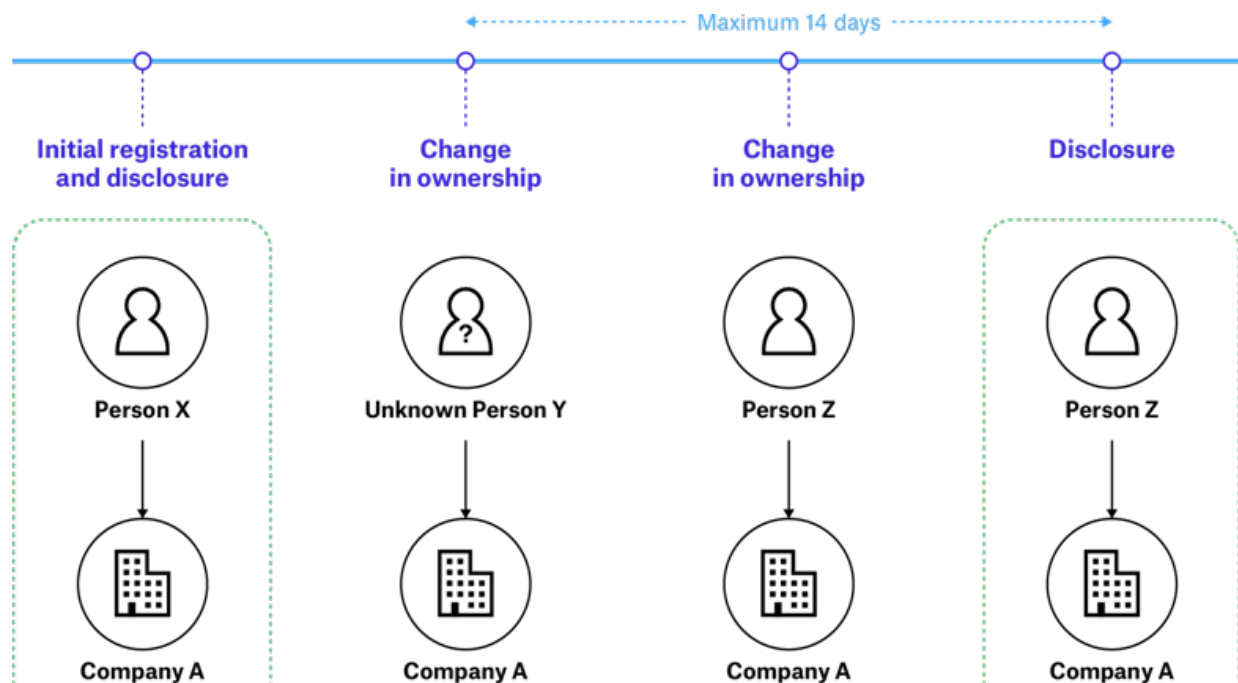 Maximum 14 days
Initial registration
and disclosure
Change
in ownership
Change
in ownership
Disclosure
?
Person X
Unknown Person Y
Person Z
Person Z
Company A
Company A
Company A
Company A